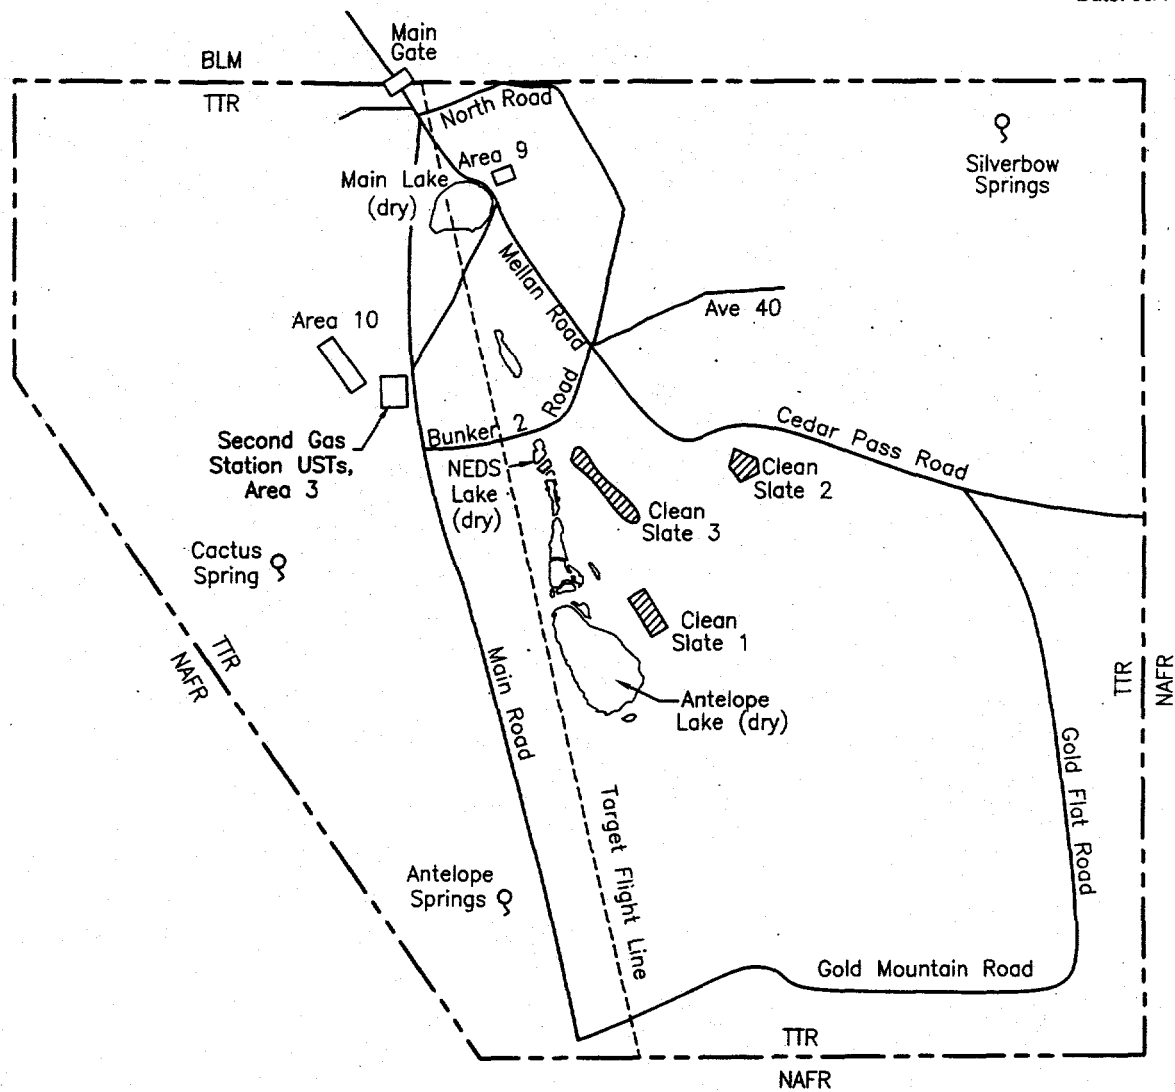 Main
Gate
BLM
TTR
North Road
Area 9
Main Lake
(dry)
Silverbow
Springs
Mellan Road
Ave 40
Area 10
Bunker 2 Road
Cedar Pass Road
Second Gas
Station USTs,
Area 3
NEDS
Lake
(dry)
Clean
Slate 2
Clean
Slate 3
Cactus
Spring
Clean
Slate 1
TTR
NAFR
Main Road
Antelope
Lake (dry)
TTR
NAFR
Gold Flat Road
Target Flight Line
Antelope
Springs
Gold Mountain Road
TTR
NAFR